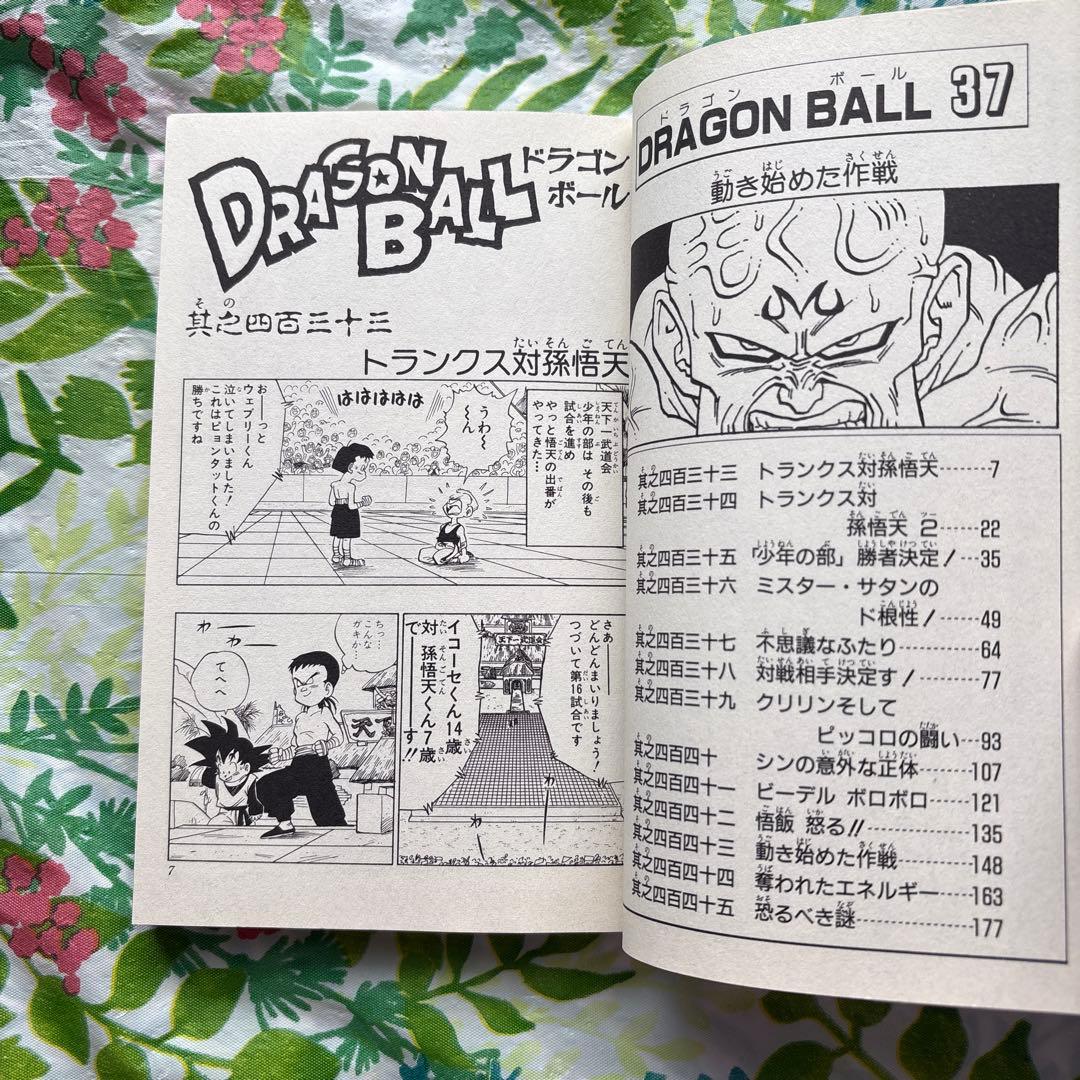 DRAGON BALL
ドラゴン
ボール
其之四百三十三
トランクス対孫悟天
天下一武道会
少年の部は その後も
試合を進め
やっと悟天の出番が
やってきた…
うわ〜
〜ん
はははははは
おーーっと
ウェブリーくん
泣いてしまいました!
これはピョンタットくんの
勝ちですね
さあ──
どんどんまいりましょう!
つづいて第16試合です
天下一武道会
イコーセくん14歳
対 孫悟天くん7歳
で
す!!
わ
わ
ちっ…
こんな
ガキか…
わーー
てへへ
天下
7
ドラゴン ボール
DRAGON BALL 37
動き始めた作戦
其之四百三十三 トランクス対孫悟天……7
其之四百三十四 トランクス対
孫悟天 2……22
其之四百三十五 「少年の部」勝者決定!…35
其之四百三十六 ミスター・サタンの
ド根性!……49
其之四百三十七 不思議なふたり……64
其之四百三十八 対戦相手決定す!……77
其之四百三十九 クリリンそして
ピッコロの闘い…93
其之四百四十 シンの意外な正体……107
其之四百四十一 ビーデル ボロボロ……121
其之四百四十二 悟飯 怒る!!……135
其之四百四十三 動き始めた作戦……148
其之四百四十四 奪われたエネルギー……163
其之四百四十五 恐るべき謎……177